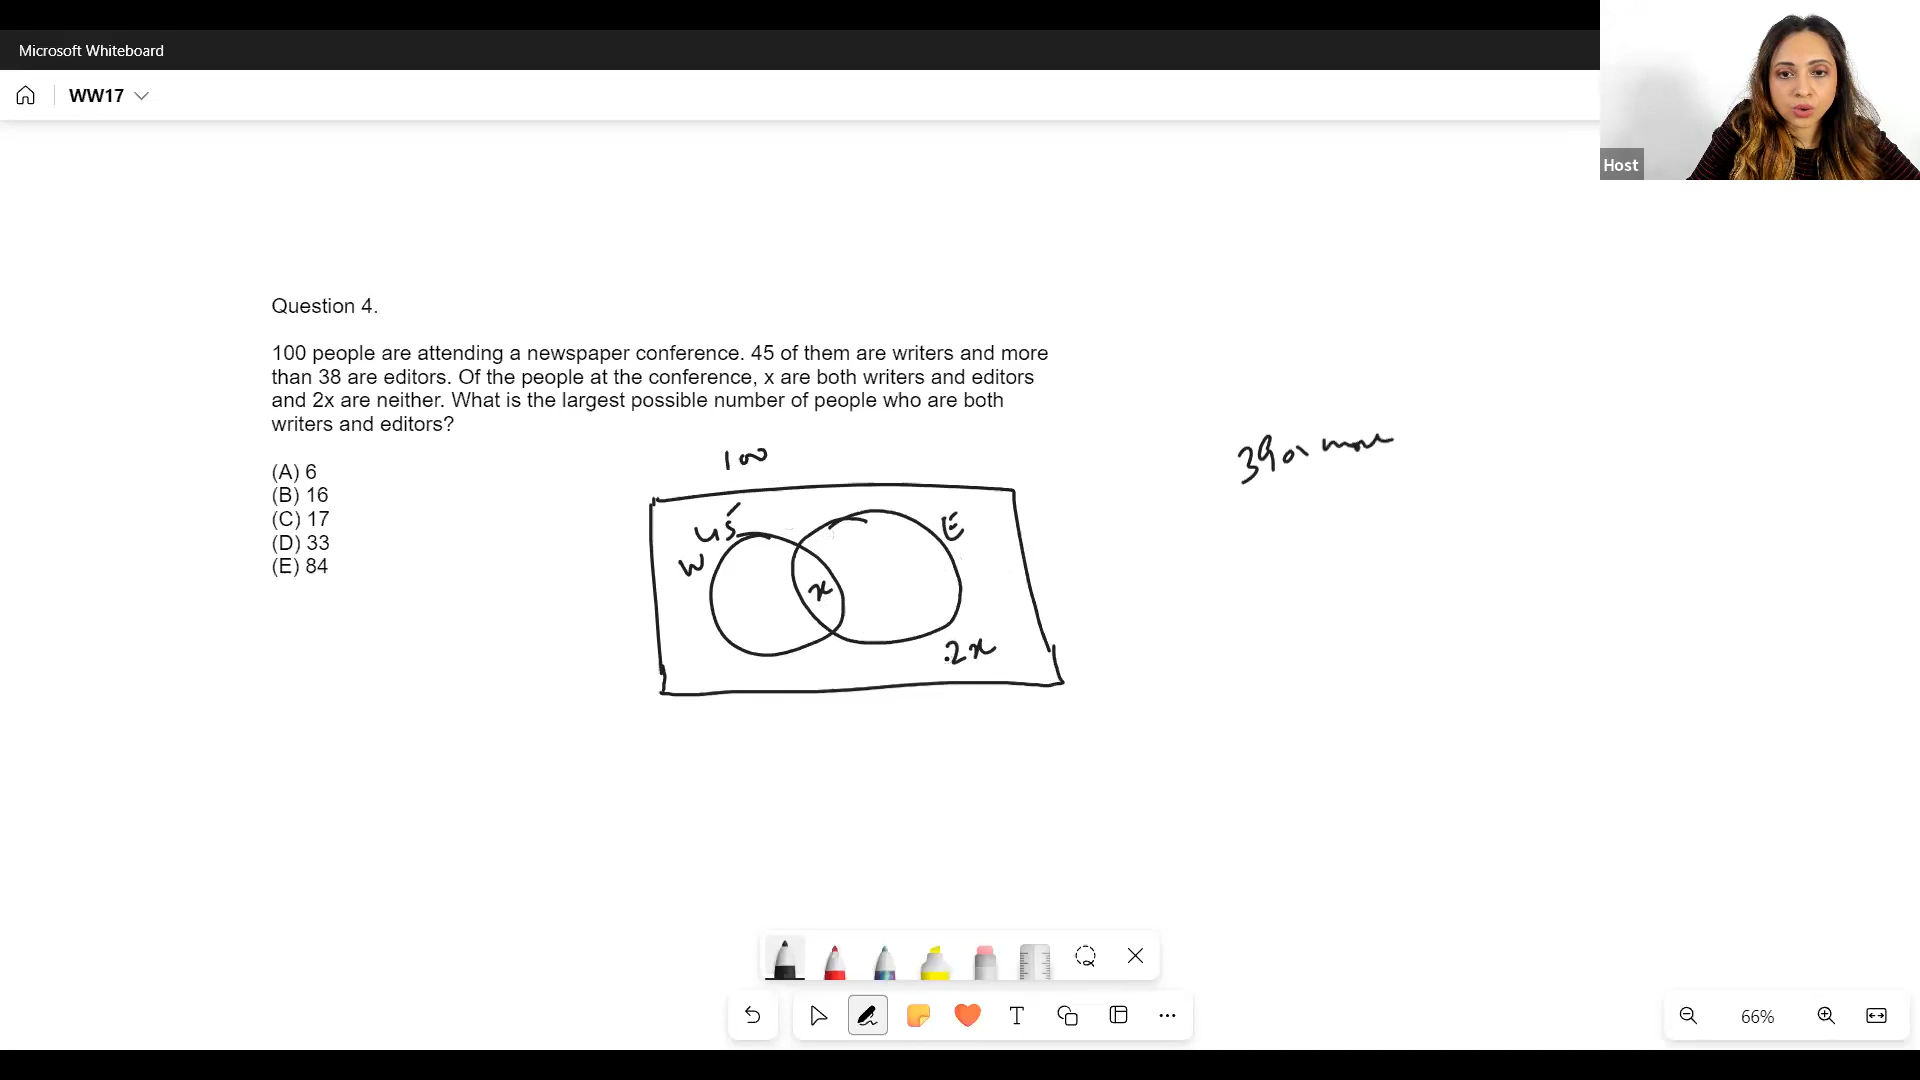 Microsoft Whiteboard
WW17
Host
Question 4.
100 people are attending a newspaper conference. 45 of them are writers and more
than 38 are editors. Of the people at the conference, x are both writers and editors
and 2x are neither. What is the largest possible number of people who are both
writers and editors?
(A) 6
(B) 16
(C) 17
(D) 33
(E) 84
100
39 or more
45
E
W
x
2x
T
66%